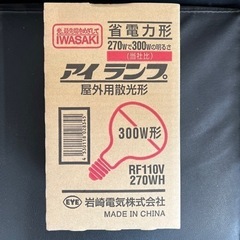 IWASAKI
省電力形
270Wで300Wの明るさ
(当社比)
アイ ランプ®
屋外用散光形
300W形
RF110V
270WH
EYE 岩崎電気株式会社
MADE IN CHINA